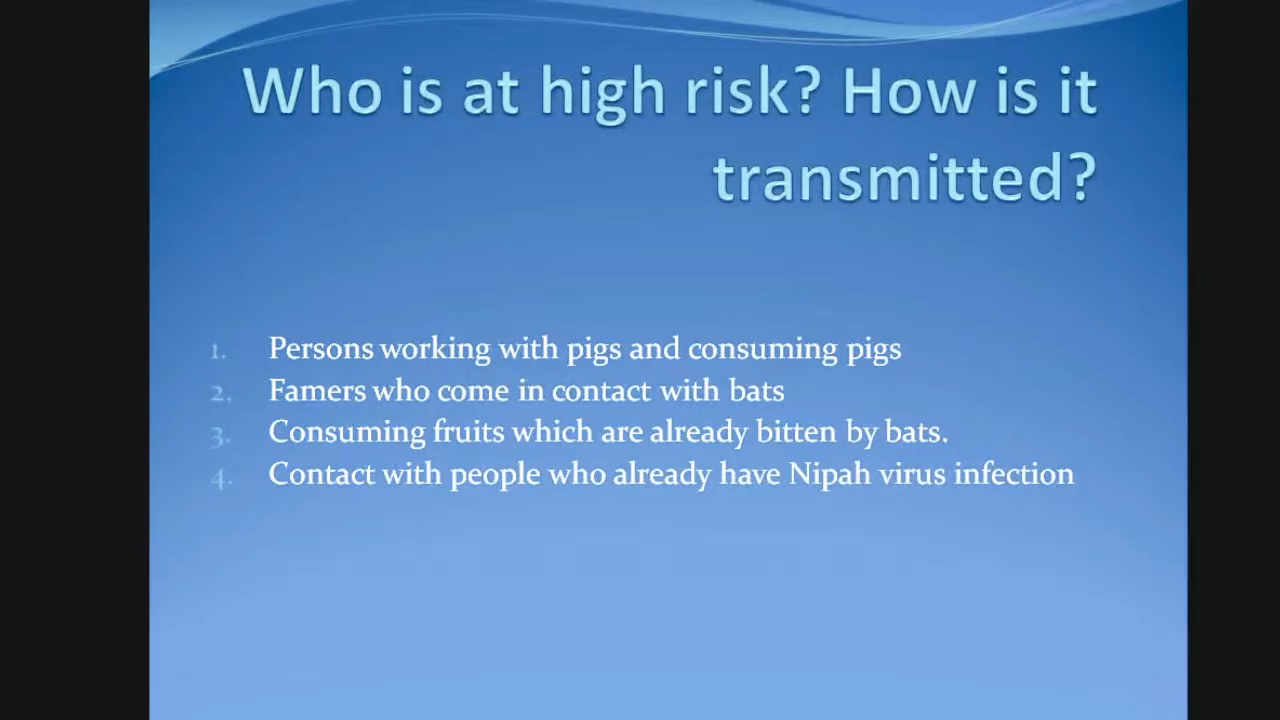 Who is at high risk? How is it
transmitted?
1. Persons working with pigs and consuming pigs
2. Famers who come in contact with bats
3. Consuming fruits which are already bitten by bats.
4. Contact with people who already have Nipah virus infection